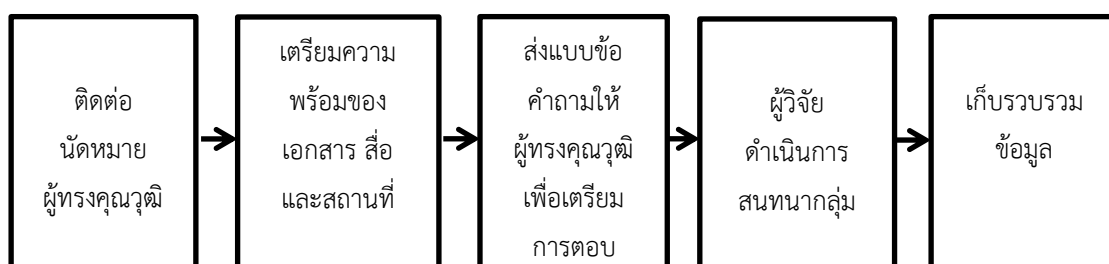 ติดต่อ
นัดหมาย
ผู้ทรงคุณวุฒิ
เตรียมความ
พร้อมของ
เอกสาร สื่อ
และสถานที่
ส่งแบบข้อ
คำถามให้
ผู้ทรงคุณวุฒิ
เพื่อเตรียม
การตอบ
ผู้วิจัย
ดำเนินการ
สนทนากลุ่ม
เก็บรวบรวม
ข้อมูล